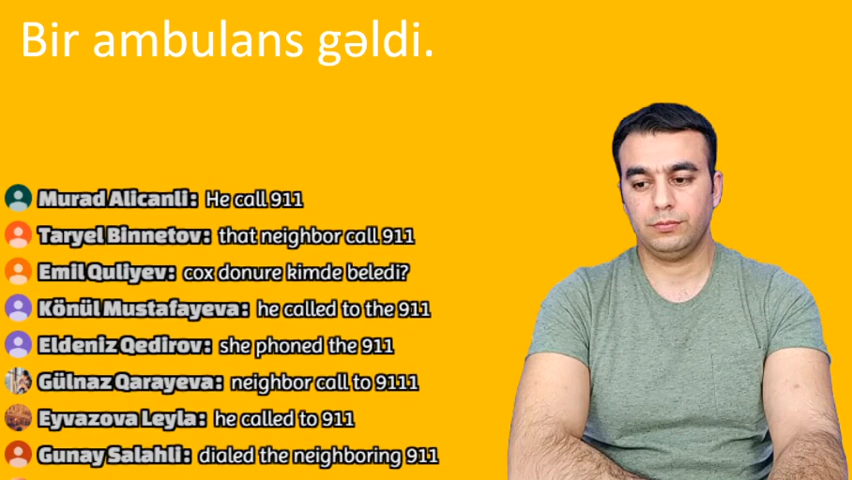 Bir ambulans gəldi.
Murad Alicanli: He call 911
Taryel Binnetov: that neighbor call 911
Emil Quliyev: cox donure kimde beledi?
Könül Mustafayeva: he called to the 911
Eldeniz Qedirov: she phoned the 911
Gülnaz Qarayeva: neighbor call to 9111
Eyvazova Leyla: he called to 911
Gunay Salahli: dialed the neighboring 911